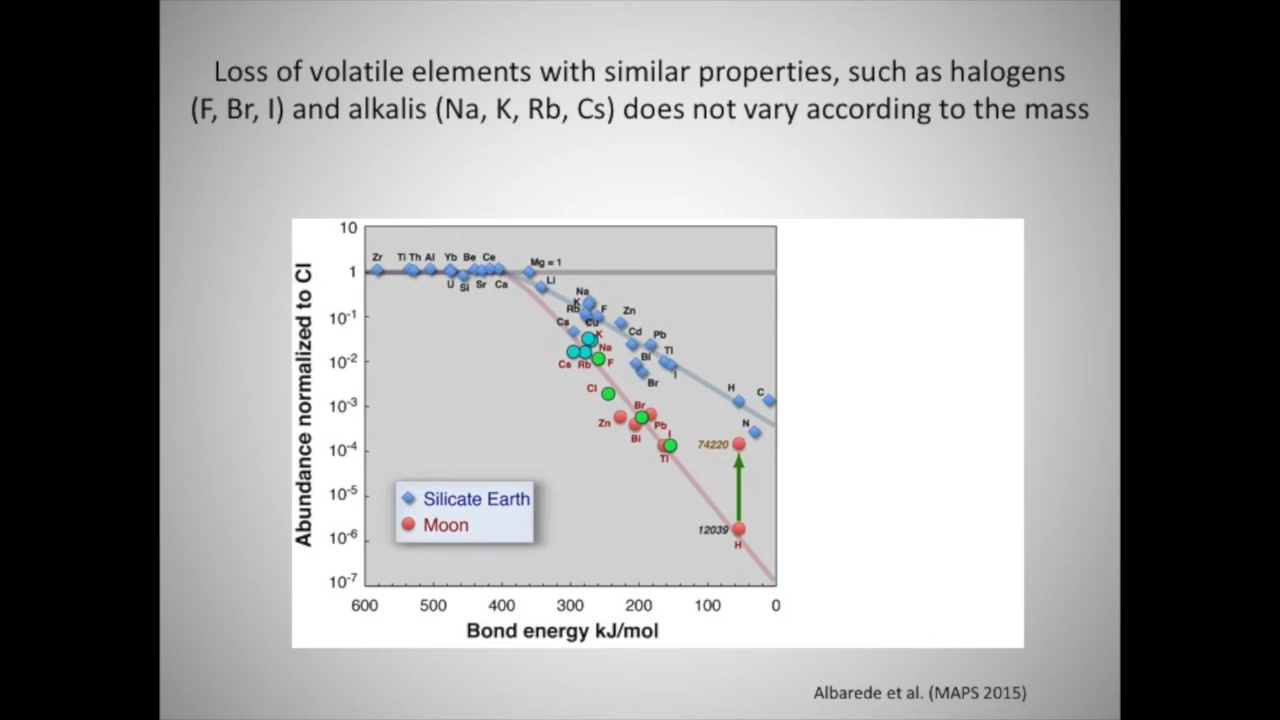 Loss of volatile elements with similar properties, such as halogens
(F, Br, I) and alkalis (Na, K, Rb, Cs) does not vary according to the mass
Abundance normalized to CI
10
1
10-1
10-2
10-3
10-4
10-5
10-6
10-7
Zr Ti Th Al Yb Be Ce
U Si Sr Ca
Mg = 1
Li
Na
K
Rb
F
Zn
Cs
Cu
K
Na
Cd
Pb
Cs Rb F
Bi
Tl
I
Br
Cl
H
C
Br
Zn
Pb
N
Bi
I
Tl
74220
12039
H
Silicate Earth
Moon
600 500 400 300 200 100 0
Bond energy kJ/mol
Albarede et al. (MAPS 2015)